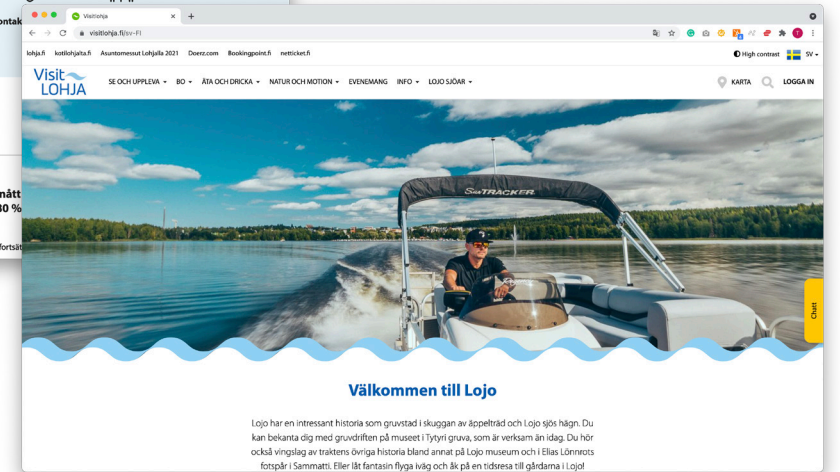 ontak
nått
30 %
fortsät
Visitlohja
visitlohja.fi/sv-FI
lohja.fi kotilohjalta.fi Asuntomessut Lohjalla 2021 Doerz.com Bookingpoint.fi netticket.fi
High contrast SV
Visit LOHJA
SE OCH UPPLEVA BO ÄTA OCH DRICKA NATUR OCH MOTION EVENEMANG INFO LOJO SJÖAR
KARTA LOGGA IN
SunTRACKER
Chatt
Välkommen till Lojo
Lojo har en intressant historia som gruvstad i skuggan av äppelträd och Lojo sjös hägn. Du
kan bekanta dig med gruvdriften på museet i Tytyri gruva, som är verksam än idag. Du hör
också vingslag av traktens övriga historia bland annat på Lojo museum och i Elias Lönnrots
fotspår i Sammatti. Eller låt fantasin flyga iväg och åk på en tidsresa till gårdarna i Lojo!